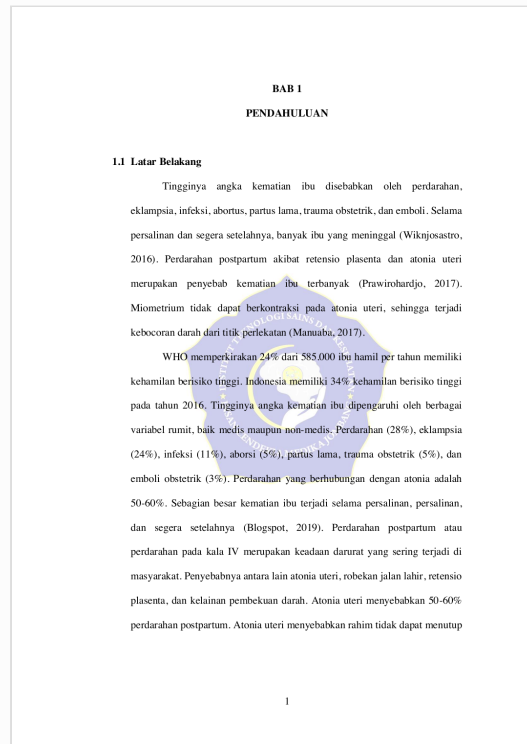 BAB 1
PENDAHULUAN
1.1 Latar Belakang
Tingginya angka kematian ibu disebabkan oleh perdarahan,
eklampsia, infeksi, abortus, partus lama, trauma obstetrik, dan emboli. Selama
persalinan dan segera setelahnya, banyak ibu yang meninggal (Wiknjosastro,
2016). Perdarahan postpartum akibat retensio plasenta dan atonia uteri
merupakan penyebab kematian ibu terbanyak (Prawirohardjo, 2017).
Miometrium tidak dapat berkontraksi pada atonia uteri, sehingga terjadi
kebocoran darah dari titik perlekatan (Manuaba, 2017).
WHO memperkirakan 24% dari 585.000 ibu hamil per tahun memiliki
kehamilan berisiko tinggi. Indonesia memiliki 34% kehamilan berisiko tinggi
pada tahun 2016. Tingginya angka kematian ibu dipengaruhi oleh berbagai
variabel rumit, baik medis maupun non-medis. Perdarahan (28%), eklampsia
(24%), infeksi (11%), aborsi (5%), partus lama, trauma obstetrik (5%), dan
emboli obstetrik (3%). Perdarahan yang berhubungan dengan atonia adalah
50-60%. Sebagian besar kematian ibu terjadi selama persalinan, persalinan,
dan segera setelahnya (Blogspot, 2019). Perdarahan postpartum atau
perdarahan pada kala IV merupakan keadaan darurat yang sering terjadi di
masyarakat. Penyebabnya antara lain atonia uteri, robekan jalan lahir, retensio
plasenta, dan kelainan pembekuan darah. Atonia uteri menyebabkan 50-60%
perdarahan postpartum. Atonia uteri menyebabkan rahim tidak dapat menutup
1